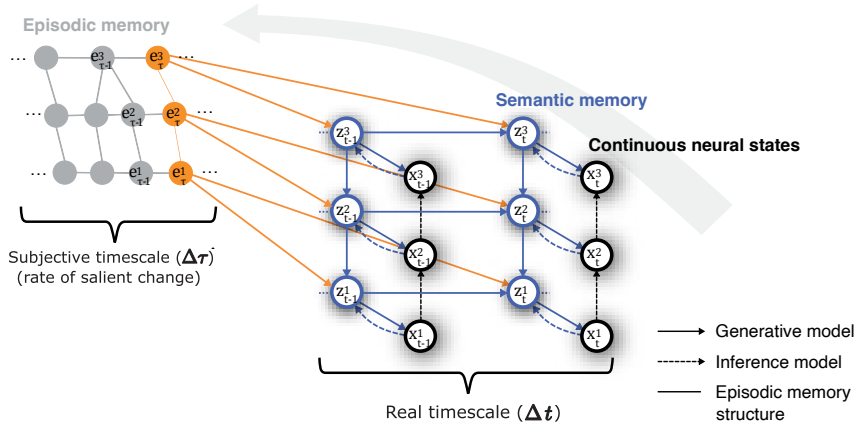 Episodic memory
... e³τ-1 e³τ ...
... e²τ-1 e²τ ...
... e¹τ-1 e¹τ ...
Subjective timescale (Δτ)
(rate of salient change)
Semantic memory
Continuous neural states
z³t-1 z³t
x³t-1 x³t
z²t-1 z²t
x²t-1 x²t
z¹t-1 z¹t
x¹t-1 x¹t
Real timescale (Δt)
Generative model
Inference model
Episodic memory
structure